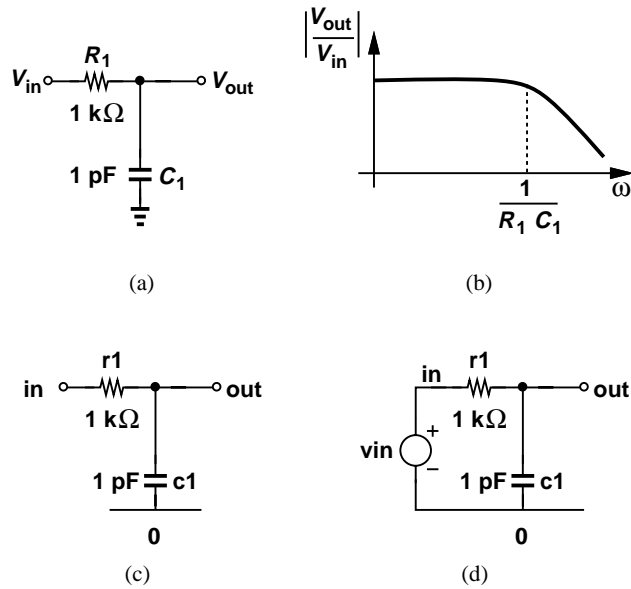 R1
Vin
Vout
1 kΩ
1 pF
C1
(a)
|Vout/Vin|
1
R1 C1
ω
(b)
r1
in
out
1 kΩ
1 pF
c1
0
(c)
in
r1
out
1 kΩ
vin
+
−
1 pF
c1
0
(d)